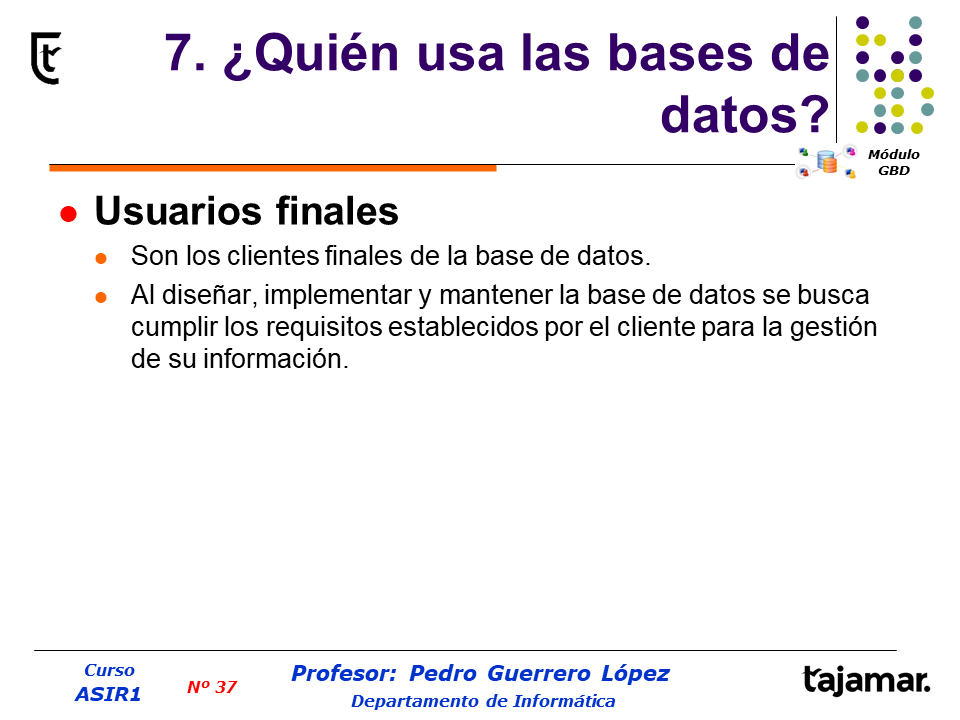 7. ¿Quién usa las bases de
datos?
Módulo
GBD
Usuarios finales
Son los clientes finales de la base de datos.
Al diseñar, implementar y mantener la base de datos se busca
cumplir los requisitos establecidos por el cliente para la gestión
de su información.
Curso
ASIR1
Nº 37
Profesor: Pedro Guerrero López
Departamento de Informática
tajamar.